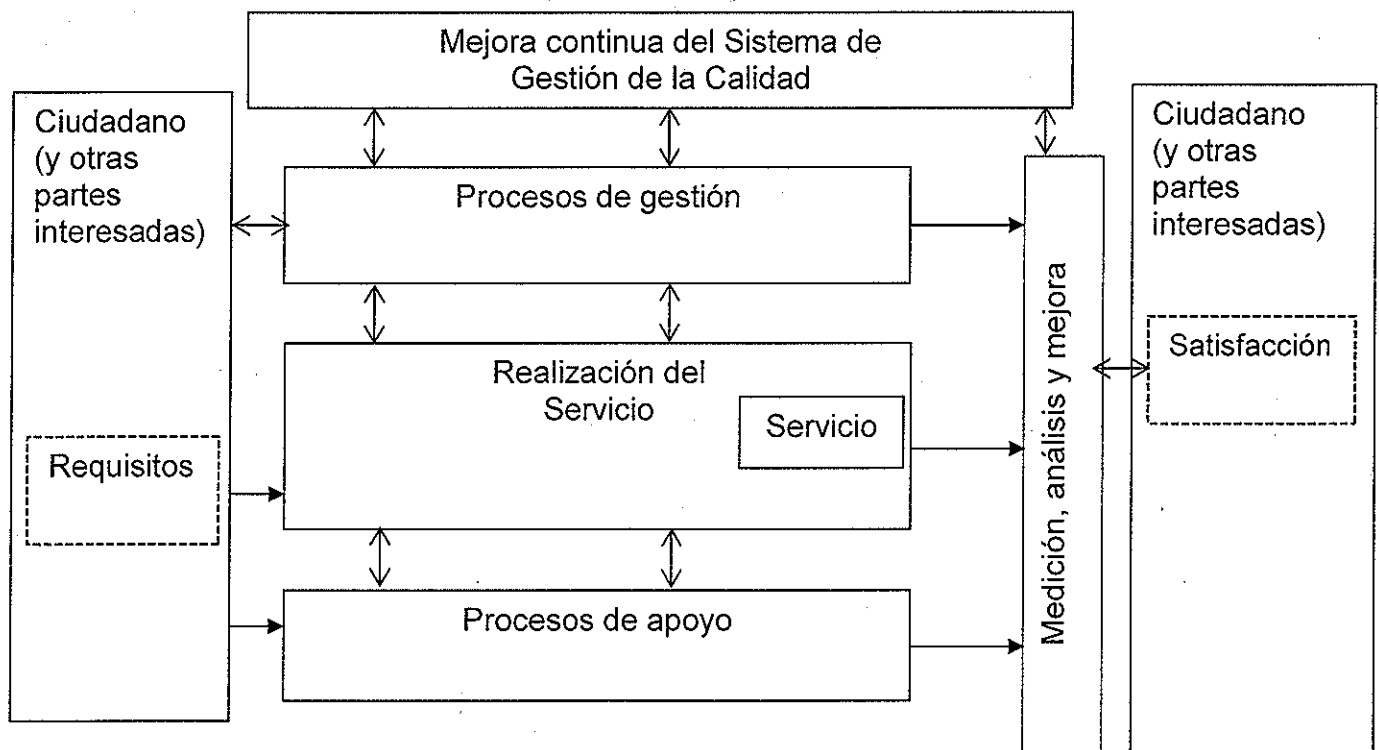 Mejora continua del Sistema de
Gestión de la Calidad
Ciudadano
(y otras
partes
interesadas)
Requisitos
Procesos de gestión
Realización del
Servicio
Servicio
Procesos de apoyo
Medición, análisis y mejora
Ciudadano
(y otras
partes
interesadas)
Satisfacción